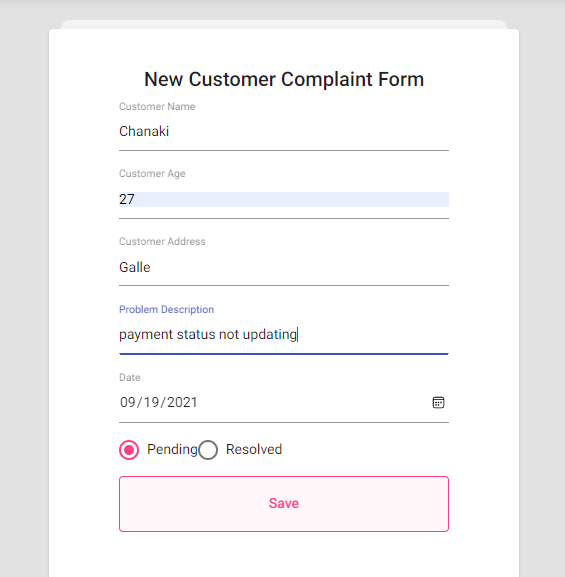 New Customer Complaint Form
Customer Name
Chanaki
Customer Age
27
Customer Address
Galle
Problem Description
payment status not updating
Date
09/19/2021
Pending Resolved
Save